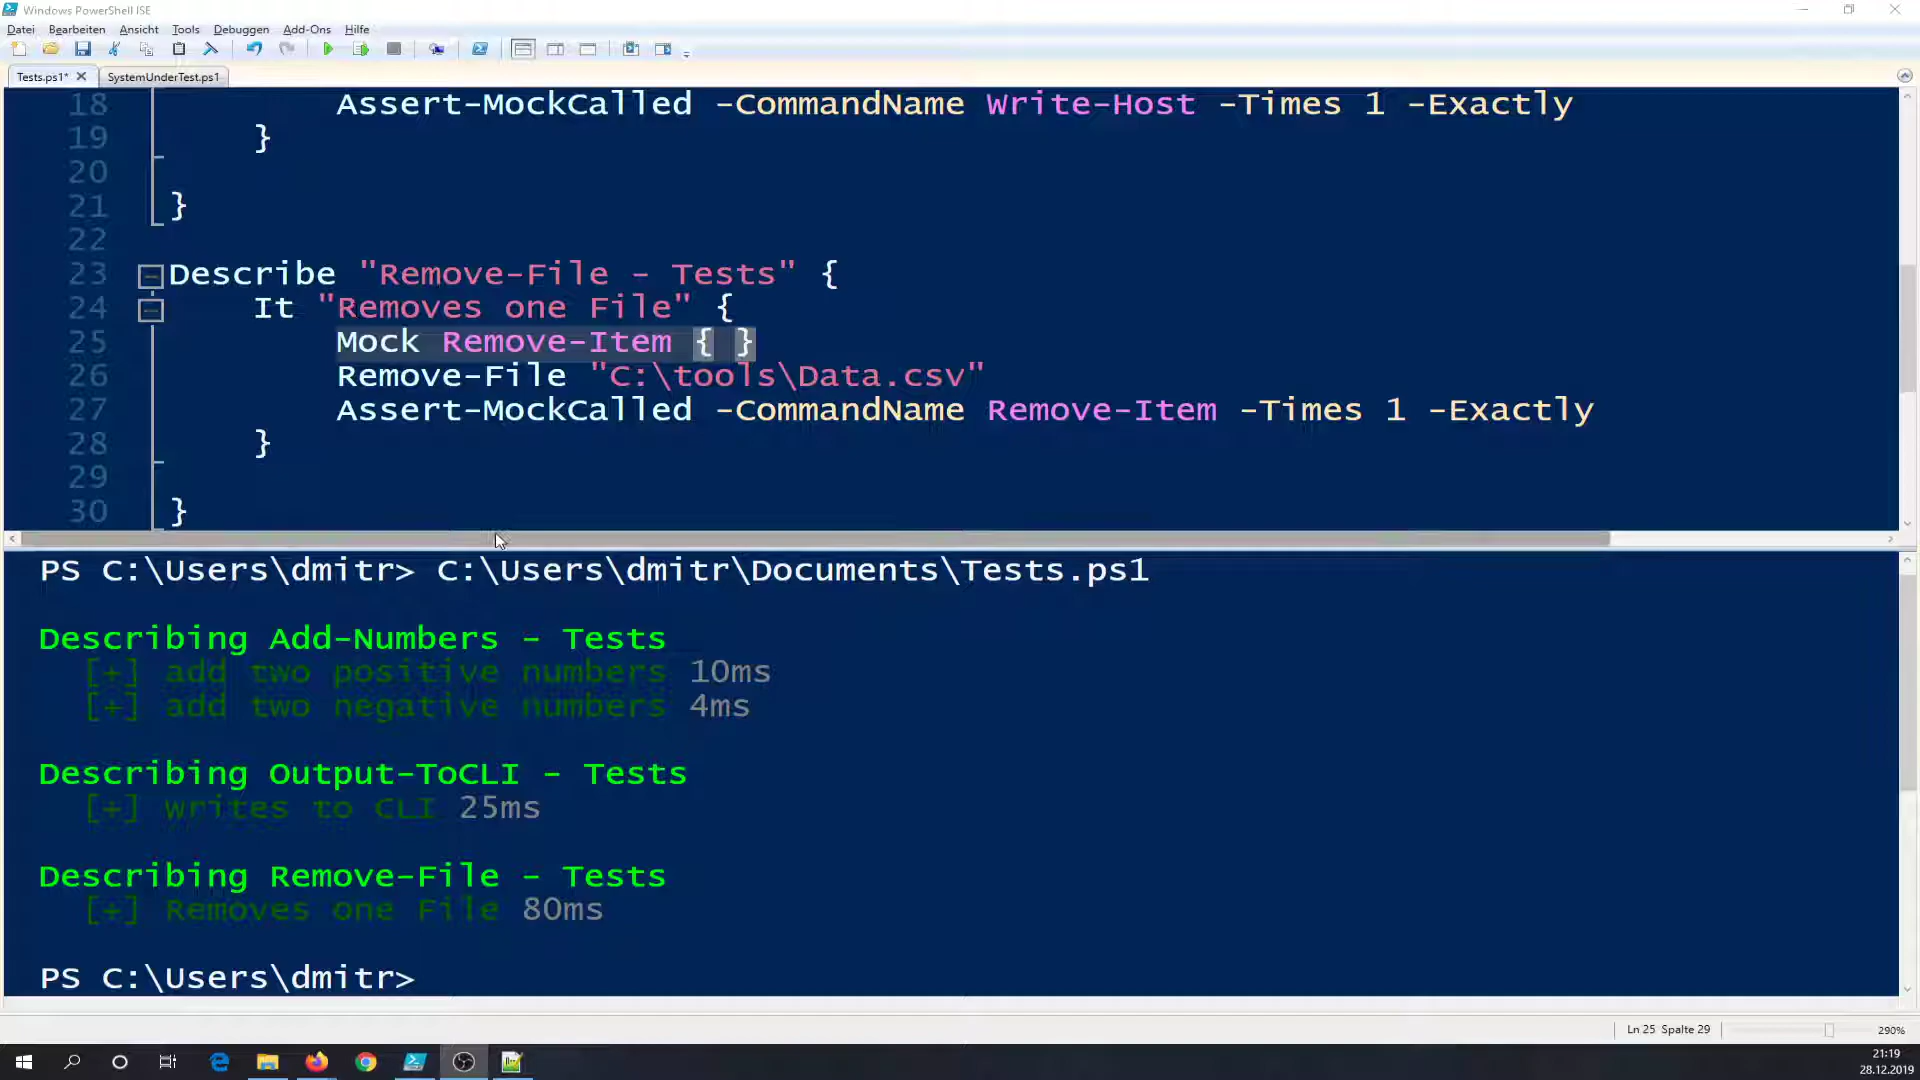 Windows PowerShell ISE
Datei Bearbeiten Ansicht Tools Debuggen Add-Ons Hilfe
Tests.ps1* SystemUnderTest.ps1
18 Assert-MockCalled -CommandName Write-Host -Times 1 -Exactly
19 }
20
21 }
22
23 Describe "Remove-File - Tests" {
24 It "Removes one File" {
25 Mock Remove-Item { }
26 Remove-File "C:\tools\Data.csv"
27 Assert-MockCalled -CommandName Remove-Item -Times 1 -Exactly
28 }
29
30 }
PS C:\Users\dmitr> C:\Users\dmitr\Documents\Tests.ps1
Describing Add-Numbers - Tests
[+] add two positive numbers 10ms
[+] add two negative numbers 4ms
Describing Output-ToCLI - Tests
[+] Writes to CLI 25ms
Describing Remove-File - Tests
[+] Removes one File 80ms
PS C:\Users\dmitr>
Ln 25 Spalte 29 290%
21:19
28.12.2019